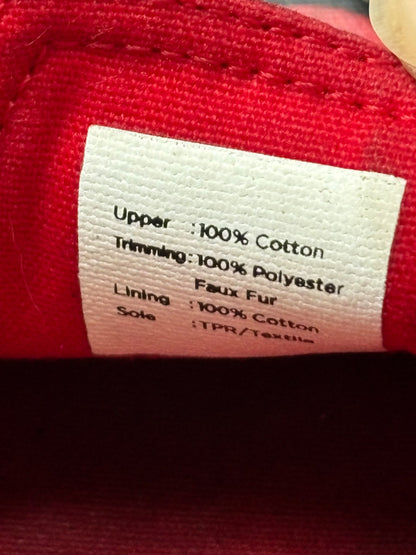 Upper :100% Cotton
Trimming:100% Polyester
Faux Fur
Lining :100% Cotton
Sole :TPR/Textile